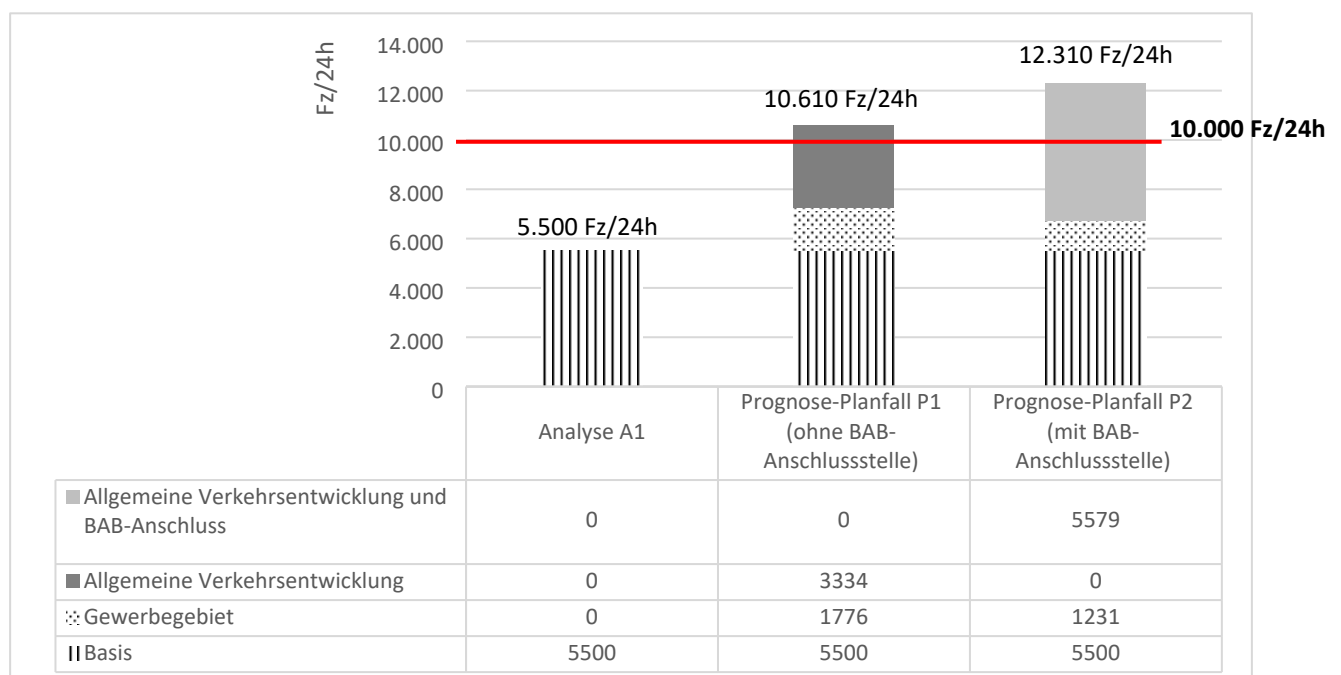 Fz/24h
14.000
12.000
10.000
8.000
6.000
4.000
2.000
0
5.500 Fz/24h
10.610 Fz/24h
12.310 Fz/24h
10.000 Fz/24h
Analyse A1
Prognose-Planfall P1
(ohne BAB-
Anschlussstelle)
Prognose-Planfall P2
(mit BAB-
Anschlussstelle)
Allgemeine Verkehrsentwicklung und
BAB-Anschluss
0
0
5579
Allgemeine Verkehrsentwicklung
0
3334
0
Gewerbegebiet
0
1776
1231
Basis
5500
5500
5500